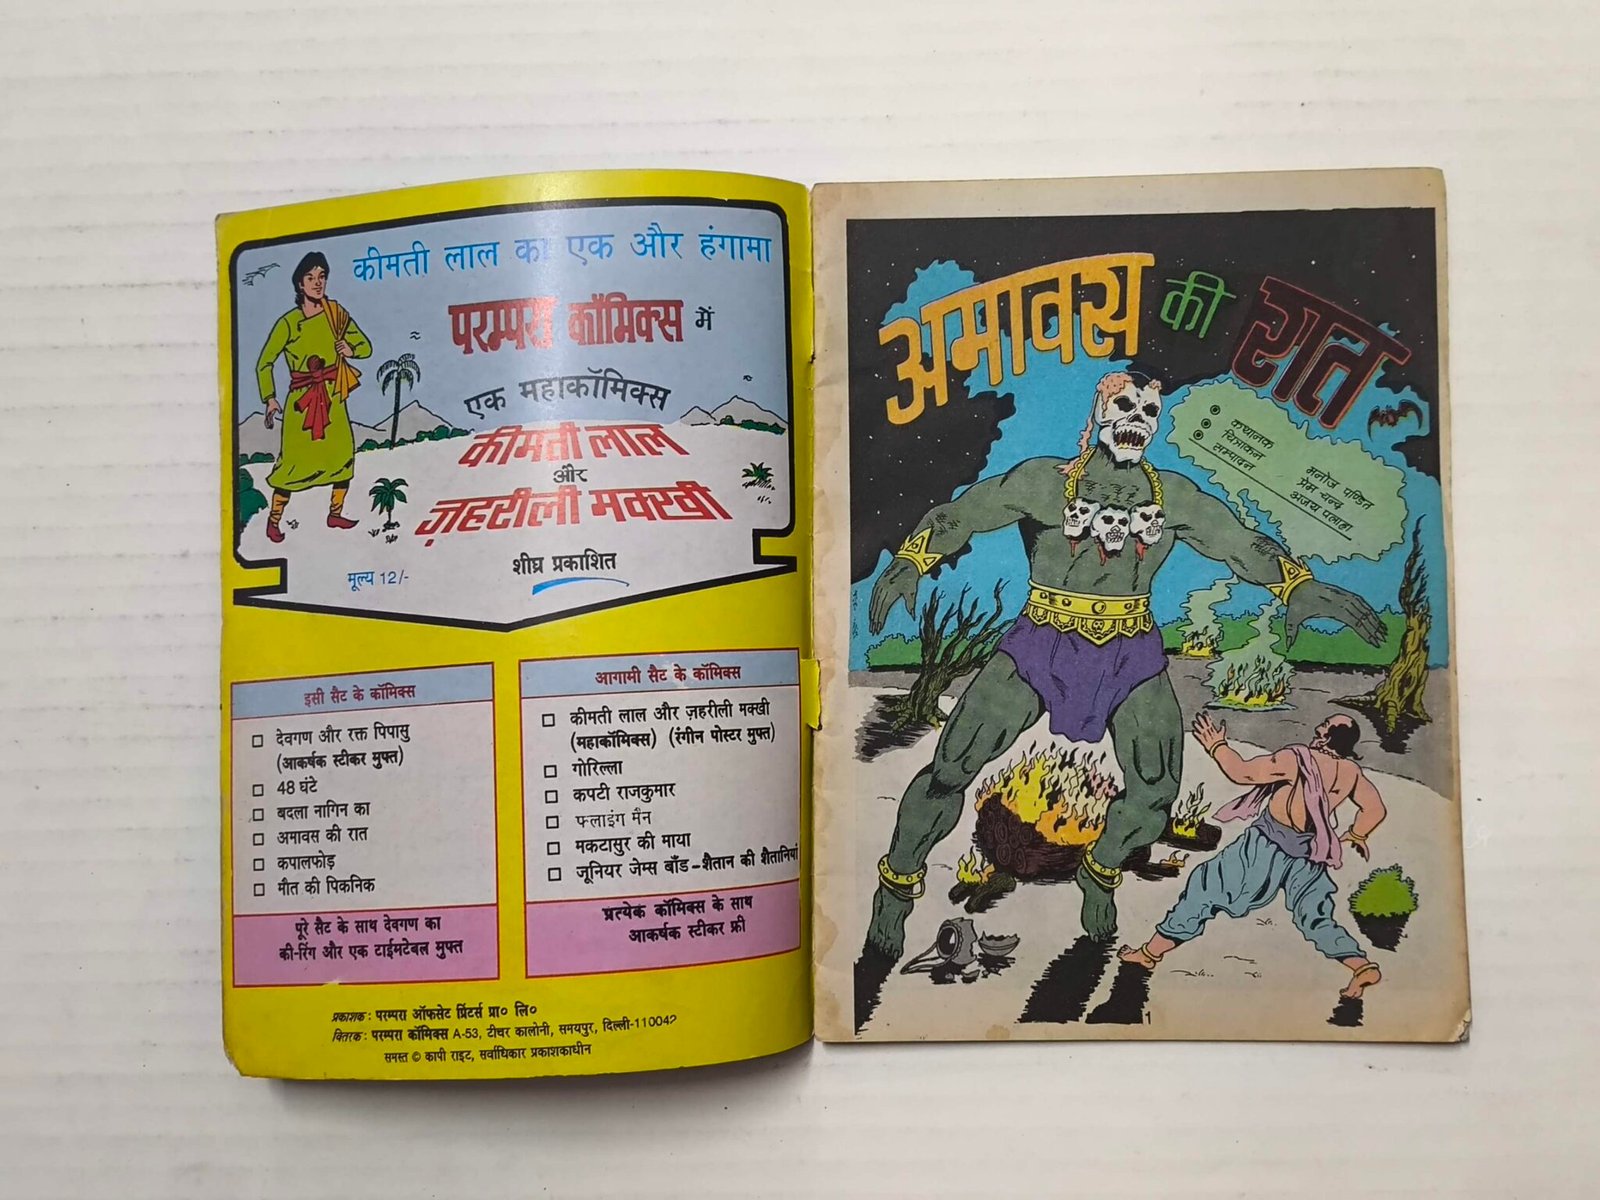 कीमती लाल का एक और हंगामा
परम्परा कॉमिक्स में
एक महाकॉमिक्स
कीमती लाल
और
ज़हरीली मक्खी
शीघ्र प्रकाशित
मूल्य 12/-
इसी सैट के कॉमिक्स
देवगण और रक्त पिपासु
(आकर्षक स्टीकर मुफ्त)
48 घंटे
बदला नागिन का
अमावस की रात
कपालफोड़
मौत की पिकनिक
पूरे सैट के साथ देवगण का
की-रिंग और एक टाईमटेबल मुफ्त
आगामी सैट के कॉमिक्स
कीमती लाल और ज़हरीली मक्खी
(महाकॉमिक्स) (रंगीन पोस्टर मुफ्त)
गोरिल्ला
कपटी राजकुमार
फ्लाइंग मैन
मकटासुर की माया
जूनियर जेम्स बाँड-शैतान की शैतानियां
प्रत्येक कॉमिक्स के साथ
आकर्षक स्टीकर फ्री
प्रकाशक : परम्परा ऑफसेट प्रिंटर्स प्रा० लि०
वितरक : परम्परा कॉमिक्स A-53, टीचर कालोनी, समयपुर, दिल्ली-110042
समस्त © कापी राइट, सर्वाधिकार प्रकाशकाधीन
अमावस की रात
कथानक मनोज पण्डित
चित्रांकन प्रेम चन्द
सम्पादन अजय पलाहा
1